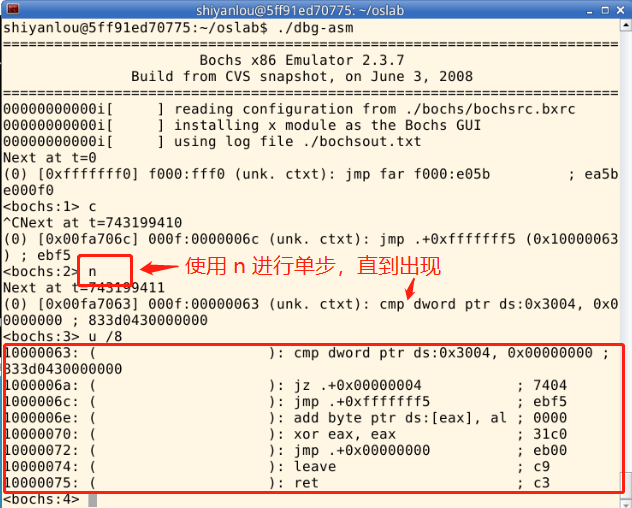 shiyanlou@5ff91ed70775: ~/oslab
shiyanlou@5ff91ed70775:~/oslab$ ./dbg-asm
========================================================================
Bochs x86 Emulator 2.3.7
Build from CVS snapshot, on June 3, 2008
========================================================================
00000000000i[     ] reading configuration from ./bochs/bochsrc.bxrc
00000000000i[     ] installing x module as the Bochs GUI
00000000000i[     ] using log file ./bochsout.txt
Next at t=0
(0) [0xfffffff0] f000:fff0 (unk. ctxt): jmp far f000:e05b         ; ea5b
e000f0
<bochs:1> c
^CNext at t=743199410
(0) [0x00fa706c] 000f:0000006c (unk. ctxt): jmp .+0xfffffff5 (0x10000063
) ; ebf5
<bochs:2> n
使用 n 进行单步，直到出现
Next at t=743199411
(0) [0x00fa7063] 000f:00000063 (unk. ctxt): cmp dword ptr ds:0x3004, 0x0
0000000 ; 833d0430000000
<bochs:3> u /8
10000063: (                    ): cmp dword ptr ds:0x3004, 0x00000000 ;
833d0430000000
1000006a: (                    ): jz .+0x00000004           ; 7404
1000006c: (                    ): jmp .+0xfffffff5          ; ebf5
1000006e: (                    ): add byte ptr ds:[eax], al ; 0000
10000070: (                    ): xor eax, eax              ; 31c0
10000072: (                    ): jmp .+0x00000000          ; eb00
10000074: (                    ): leave                     ; c9
10000075: (                    ): ret                       ; c3
<bochs:4>